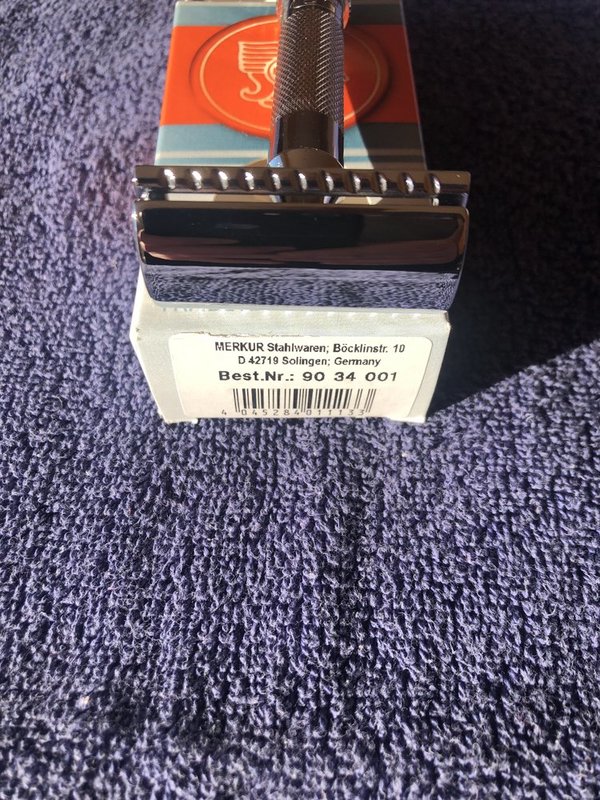 MERKUR Stahlwaren; Böcklinstr. 10
D 42719 Solingen; Germany
Best.Nr.: 90 34 001
4 045284 011133